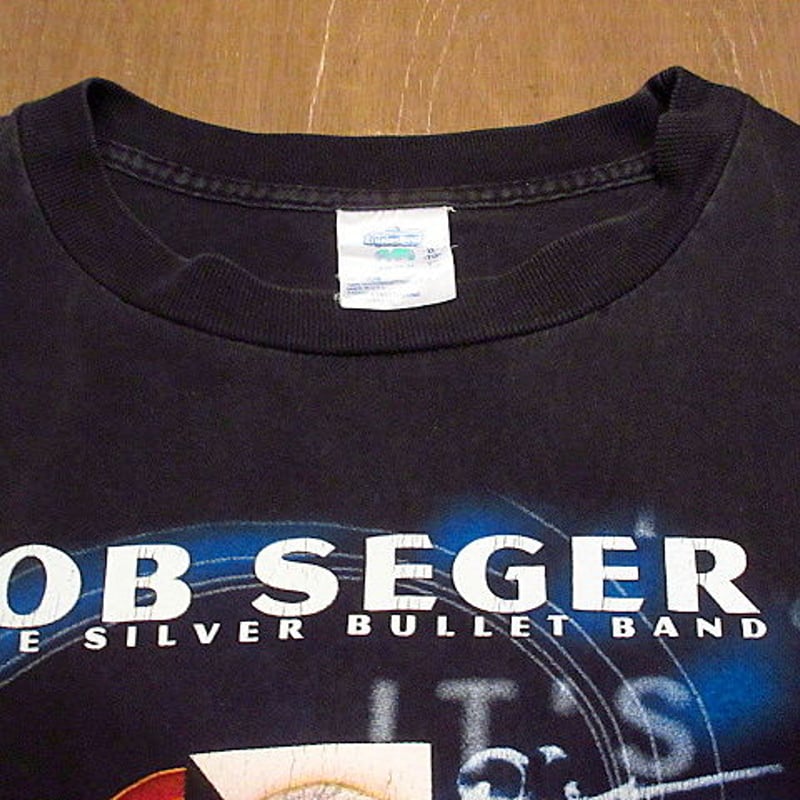 OB SEGER
E SILVER BULLET BAND
IT'S